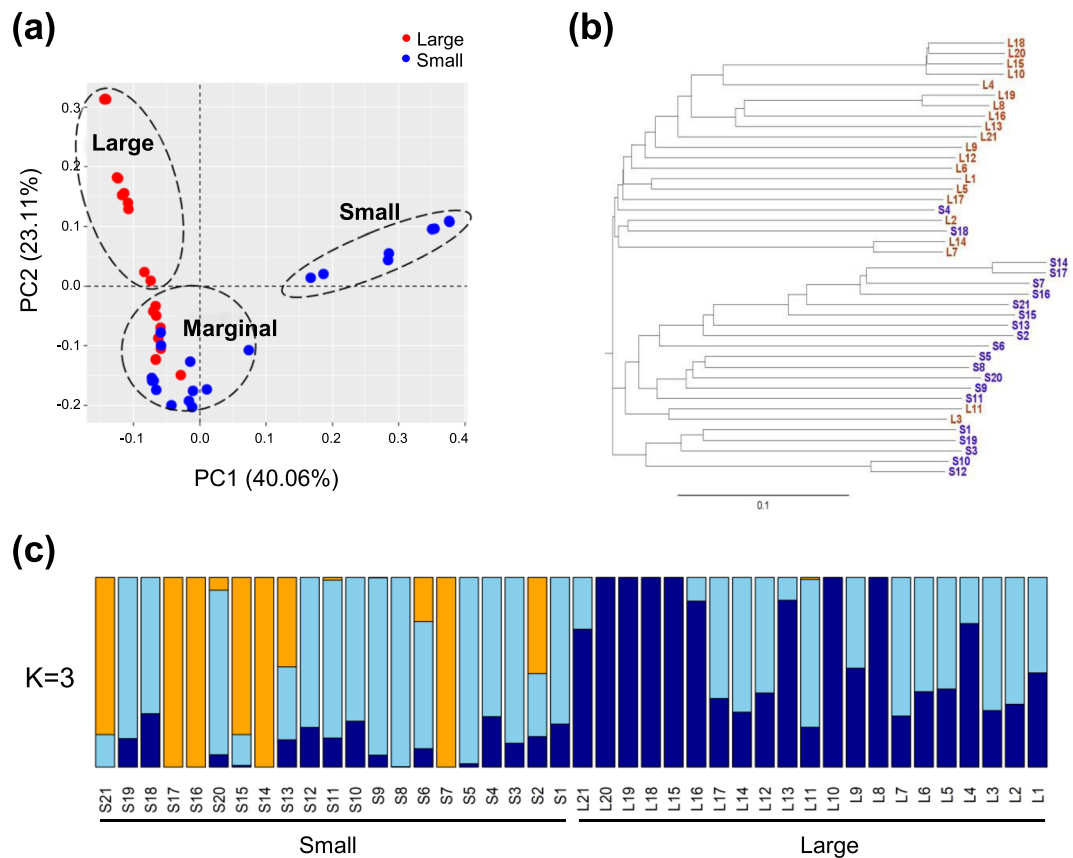 (a)
Large
Small
0.3
0.2
0.1
0.0
-0.1
-0.2
-0.1
0.0
0.1
0.2
0.3
0.4
Large
Small
Marginal
PC2 (23.11%)
PC1 (40.06%)
(b)
L18
L20
L15
L10
L4
L19
L8
L16
L13
L21
L9
L12
L6
L1
L5
L17
S4
L2
S18
L14
L7
S14
S17
S7
S16
S21
S15
S13
S2
S6
S5
S8
S20
S9
S11
L11
L3
S1
S19
S3
S10
S12
0.1
(c)
K=3
S21
S19
S18
S17
S16
S20
S15
S14
S13
S12
S11
S10
S9
S8
S6
S7
S5
S4
S3
S2
S1
L21
L20
L19
L18
L15
L16
L17
L14
L12
L13
L11
L10
L9
L8
L7
L6
L5
L4
L3
L2
L1
Small
Large